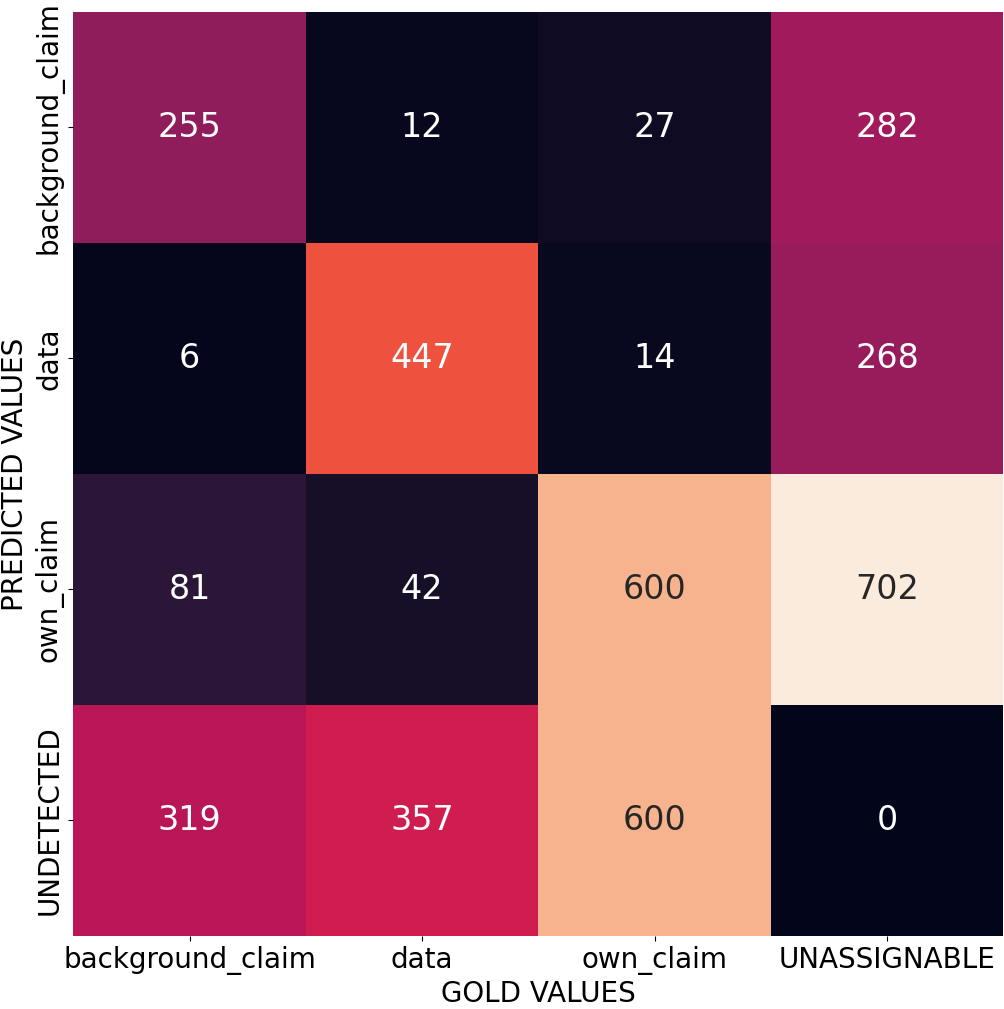 PREDICTED VALUES
background_claim
255 12 27 282
data
6 447 14 268
own_claim
81 42 600 702
UNDETECTED
319 357 600 0
background_claim data own_claim UNASSIGNABLE
GOLD VALUES